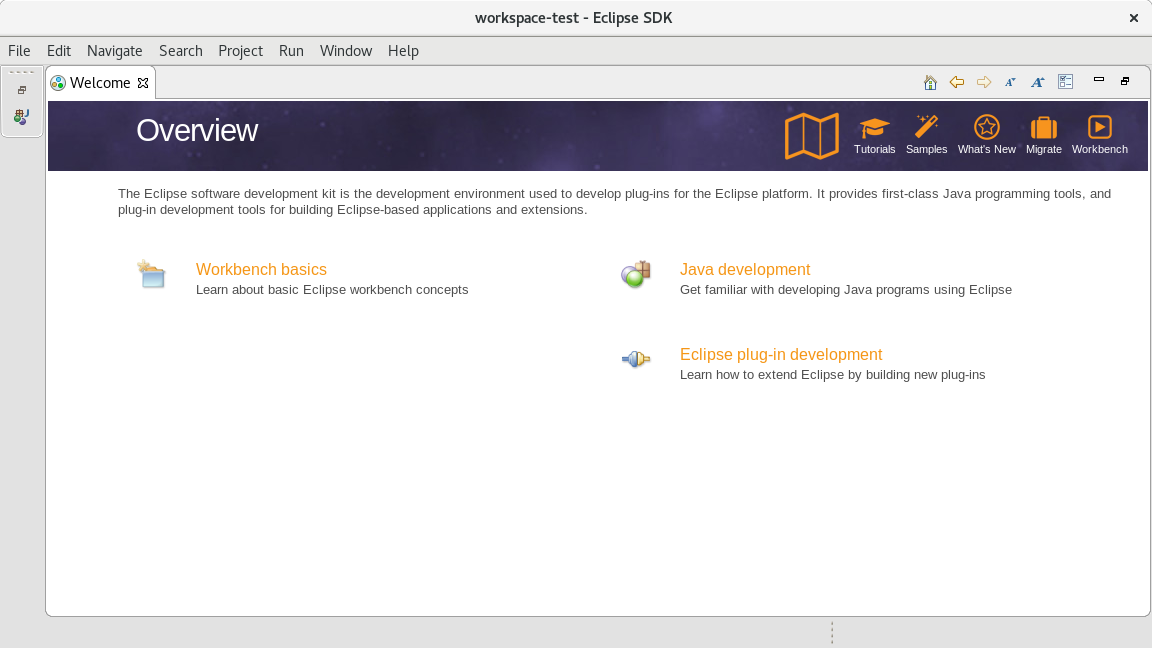 workspace-test - Eclipse SDK
File Edit Navigate Search Project Run Window Help
Welcome
Overview
Tutorials Samples What's New Migrate Workbench
The Eclipse software development kit is the development environment used to develop plug-ins for the Eclipse platform. It provides first-class Java programming tools, and
plug-in development tools for building Eclipse-based applications and extensions.
Workbench basics
Learn about basic Eclipse workbench concepts
Java development
Get familiar with developing Java programs using Eclipse
Eclipse plug-in development
Learn how to extend Eclipse by building new plug-ins